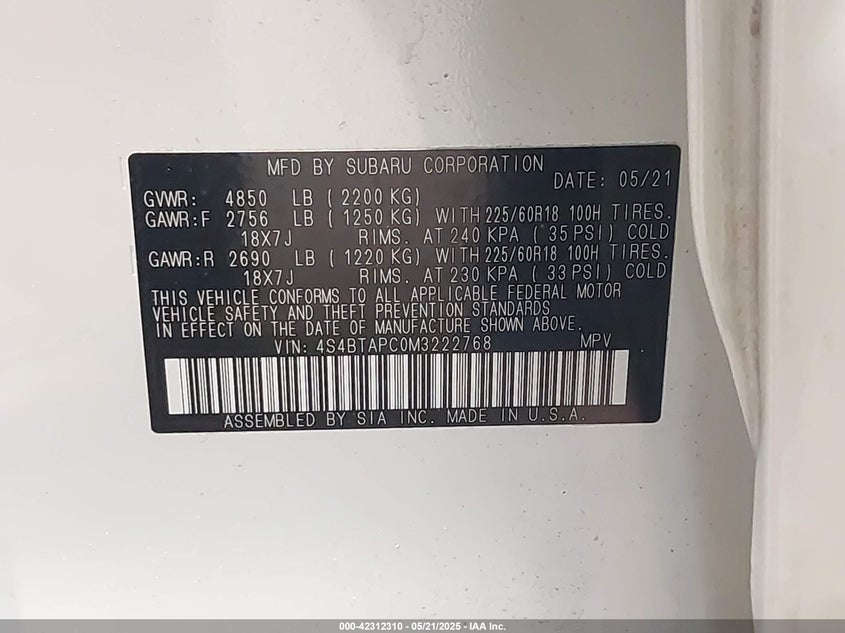 MFD BY SUBARU CORPORATION
DATE: 05/21
GVWR: 4850 LB ( 2200 KG)
GAWR:F 2756 LB ( 1250 KG) WITH 225/60R18 100H TIRES.
18X7J RIMS. AT 240 KPA ( 35 PSI) COLD
GAWR:R 2690 LB ( 1220 KG) WITH 225/60R18 100H TIRES.
18X7J RIMS. AT 230 KPA ( 33 PSI) COLD
THIS VEHICLE CONFORMS TO ALL APPLICABLE FEDERAL MOTOR
VEHICLE SAFETY AND THEFT PREVENTION STANDARDS
IN EFFECT ON THE DATE OF MANUFACTURE SHOWN ABOVE.
VIN: 4S4BTAPC0M3222768 MPV
ASSEMBLED BY SIA INC. MADE IN U.S.A.
000-42312310 - 05/21/2025 - IAA Inc.